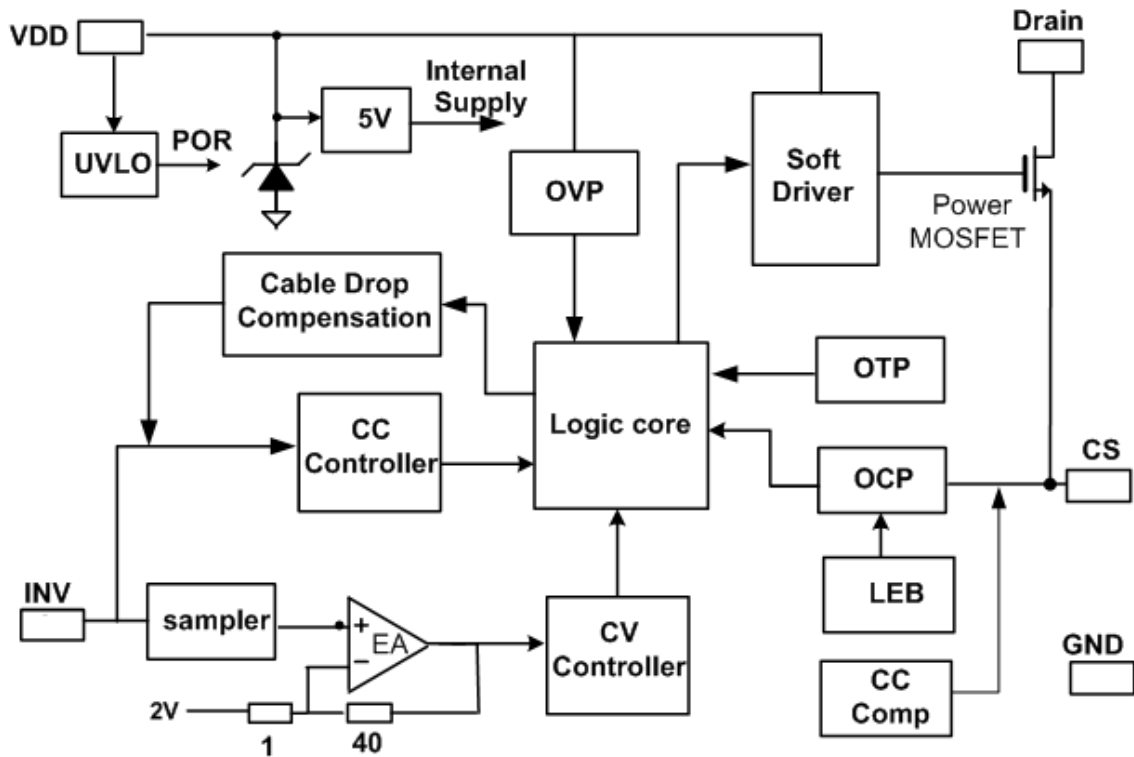 VDD
Drain
UVLO
POR
5V
Internal
Supply
OVP
Soft
Driver
Power
MOSFET
Cable Drop
Compensation
CC
Controller
Logic core
OTP
OCP
CS
LEB
INV
sampler
+
EA
−
CV
Controller
GND
CC
Comp
2V
1
40